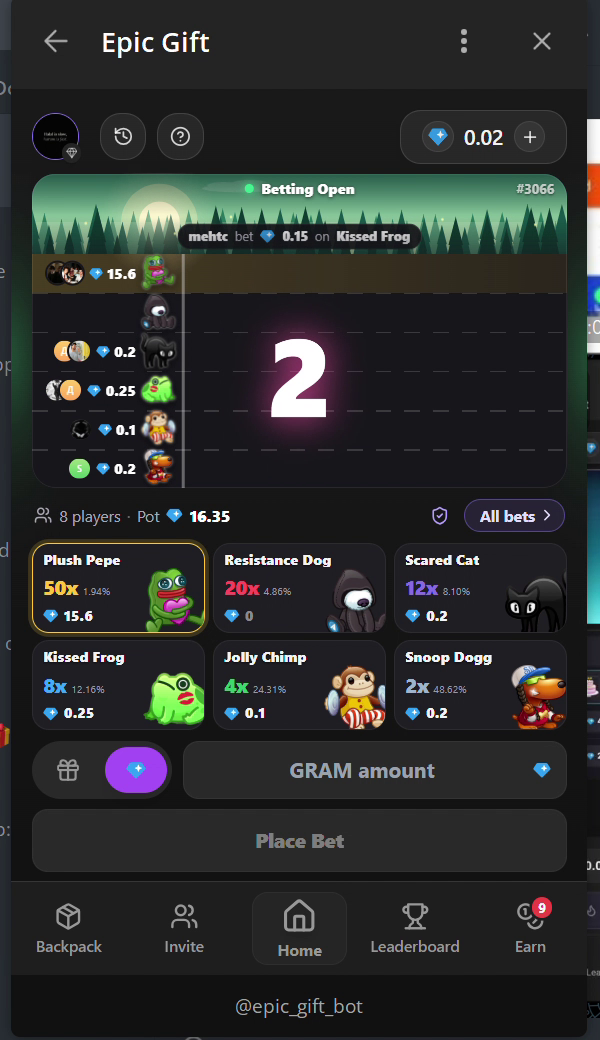 Epic Gift
0.02
Betting Open
#3066
mehtc bet 0.15 on Kissed Frog
15.6
2
0.2
0.25
0.1
S 0.2
8 players · Pot 16.35
All bets
Plush Pepe
50x 1.94%
15.6
Resistance Dog
20x 4.86%
0
Scared Cat
12x 8.10%
0.2
Kissed Frog
8x 12.16%
0.25
Jolly Chimp
4x 24.31%
0.1
Snoop Dogg
2x 48.62%
0.2
GRAM amount
Place Bet
9
Backpack
Invite
Home
Leaderboard
Earn
@epic_gift_bot